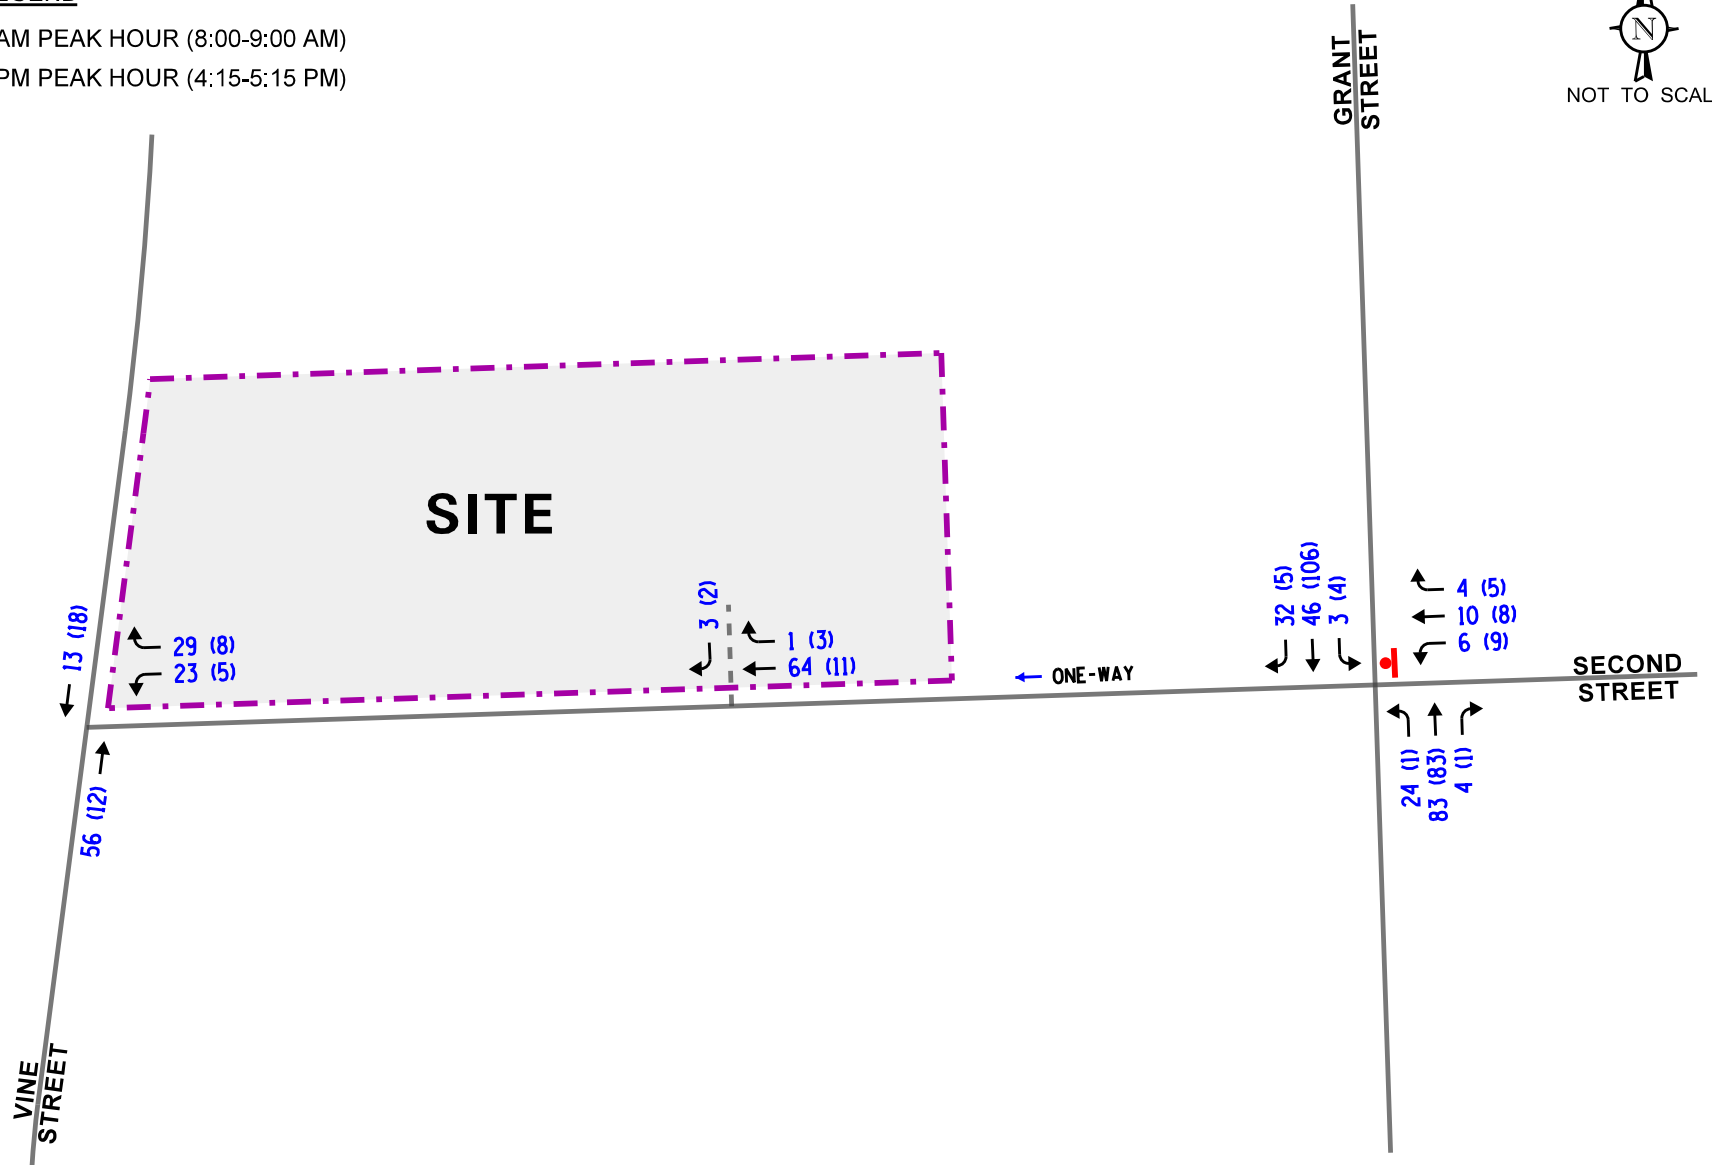 AM PEAK HOUR (8:00-9:00 AM)
PM PEAK HOUR (4:15-5:15 PM)
GRANT
STREET
N
NOT TO SCAL
SITE
13 (18)
29 (8)
23 (5)
56 (12)
3 (2)
1 (3)
64 (11)
ONE-WAY
32 (5)
46 (106)
3 (4)
4 (5)
10 (8)
6 (9)
SECOND
STREET
24 (1)
83 (83)
4 (1)
VINE
STREET